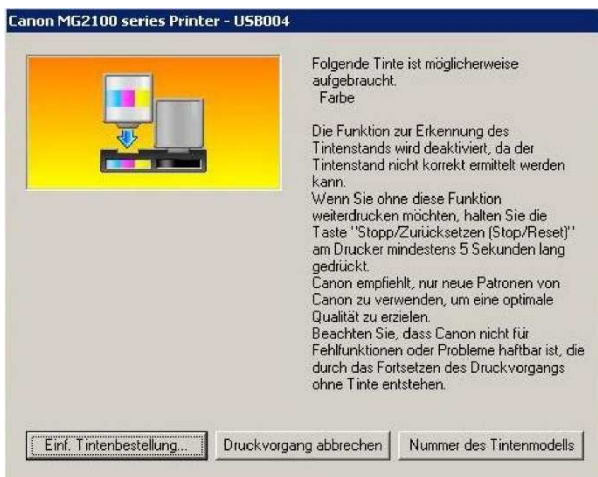 Canon MG2100 series Printer - USB004
Folgende Tinte ist möglicherweise
aufgebraucht.
Farbe
Die Funktion zur Erkennung des
Tintenstands wird deaktiviert, da der
Tintenstand nicht korrekt ermittelt werden
kann.
Wenn Sie ohne diese Funktion
weiterdrucken möchten, halten Sie die
Taste "Stopp/Zurücksetzen (Stop/Reset)"
am Drucker mindestens 5 Sekunden lang
gedrückt.
Canon empfiehlt, nur neue Patronen von
Canon zu verwenden, um eine optimale
Qualität zu erzielen.
Beachten Sie, dass Canon nicht für
Fehlfunktionen oder Probleme haftbar ist, die
durch das Fortsetzen des Druckvorgangs
ohne Tinte entstehen.
Einf. Tintenbestellung... Druckvorgang abbrechen Nummer des Tintenmodells